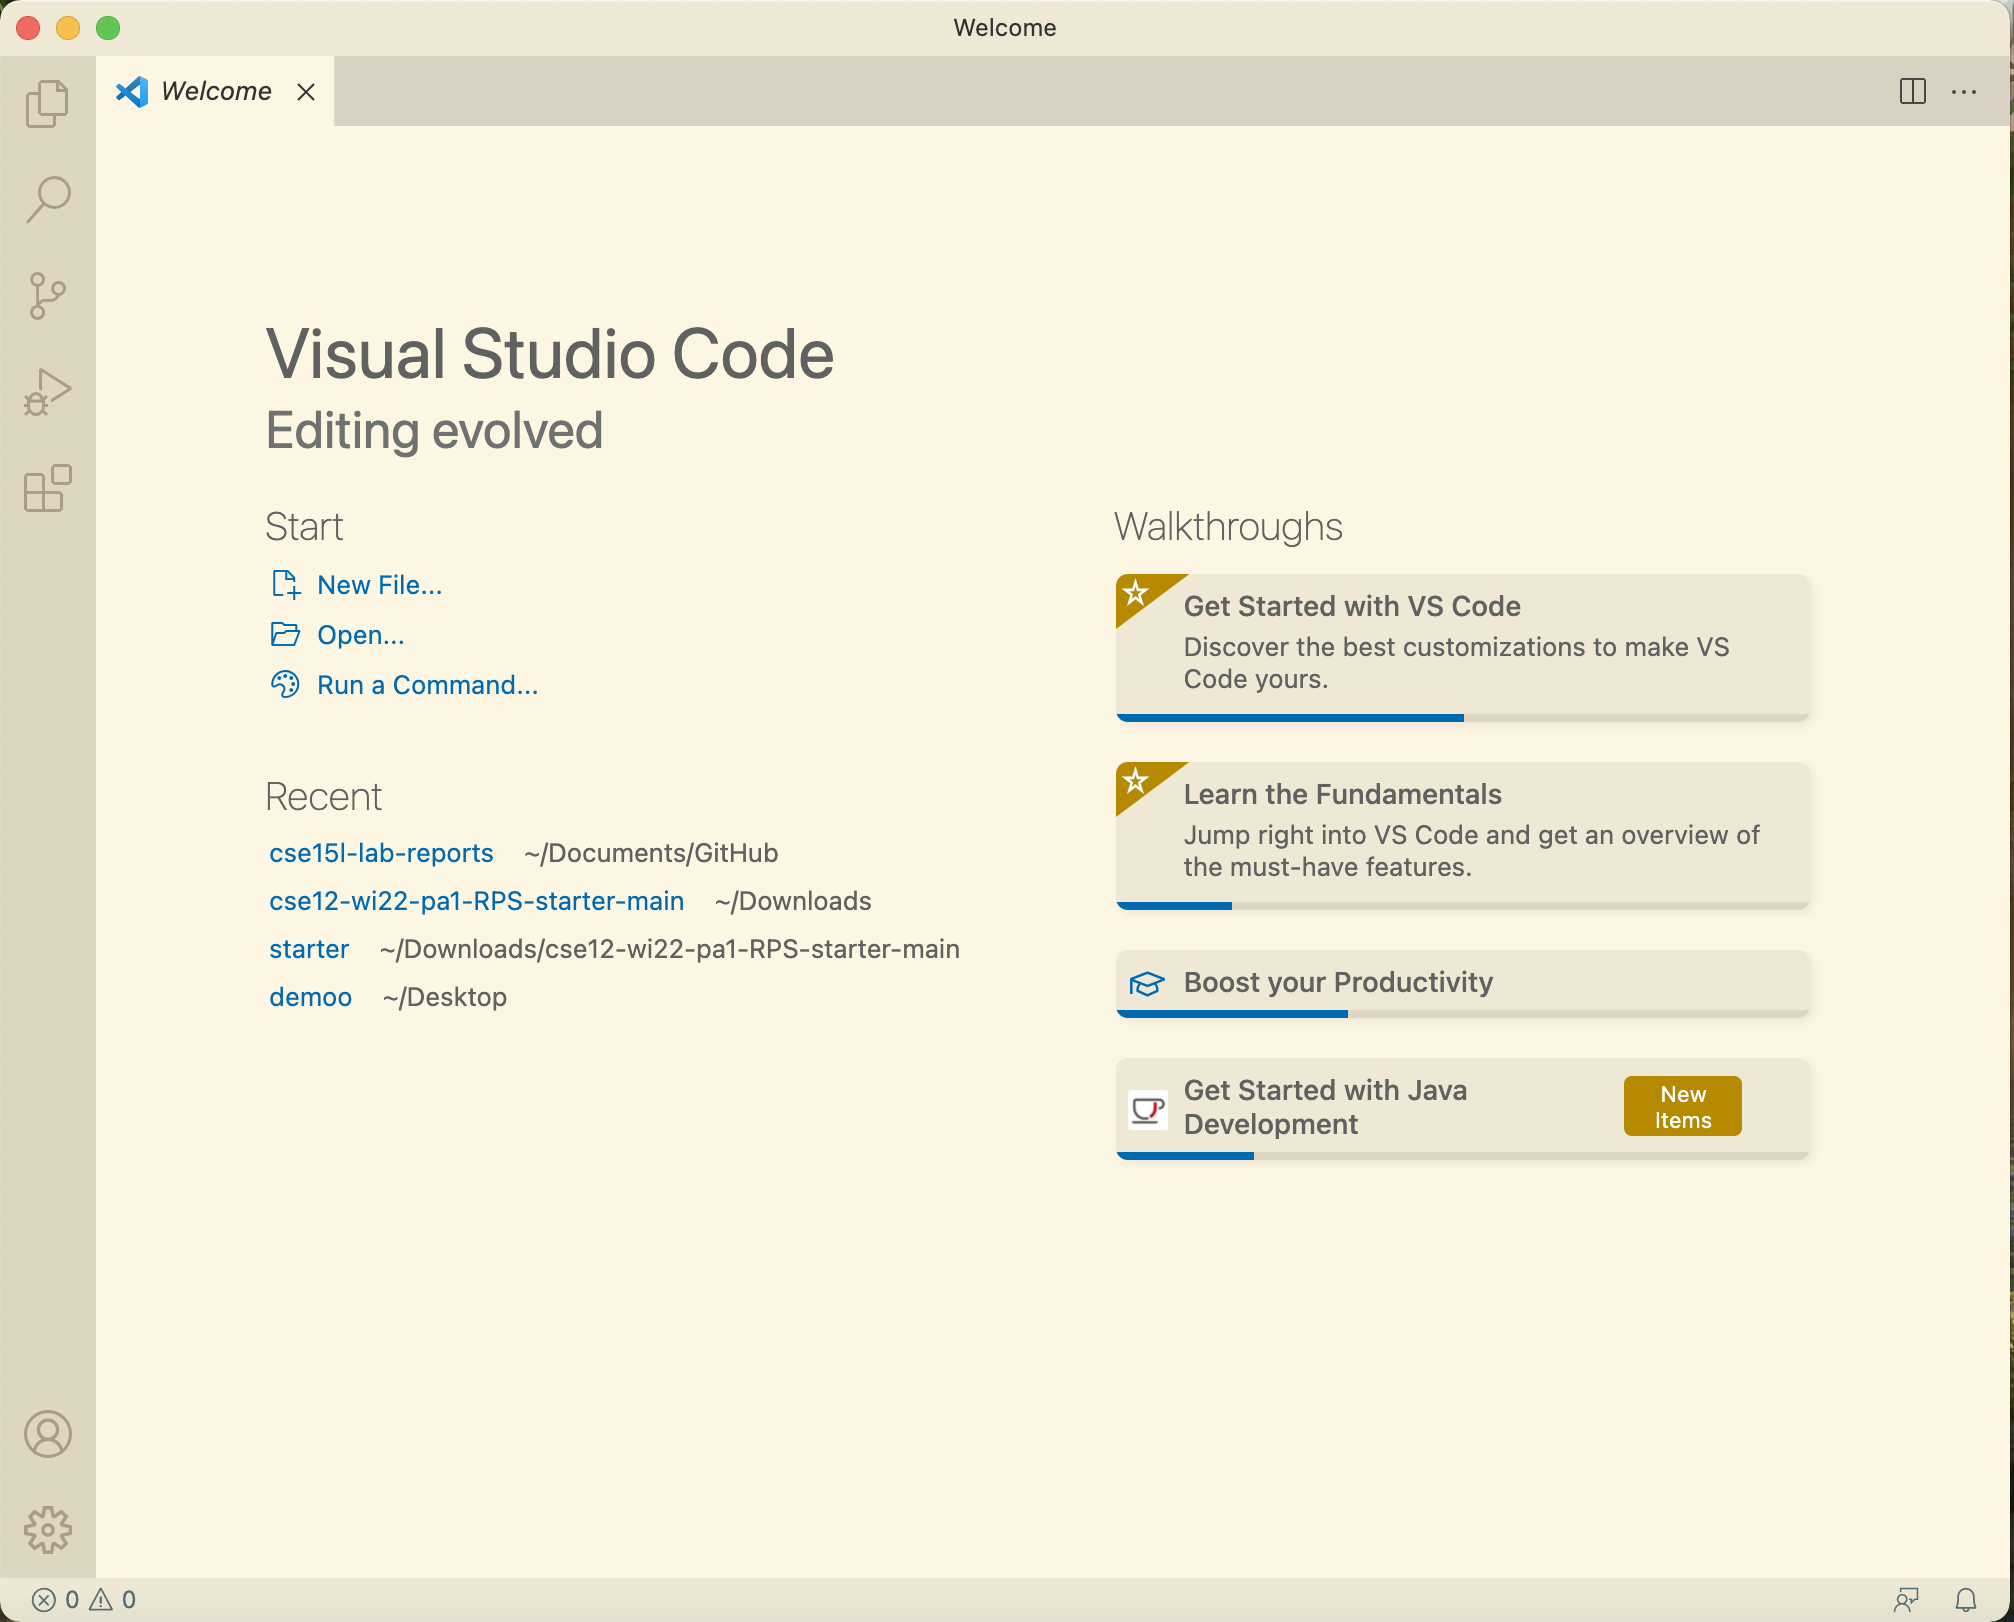 Welcome
Welcome
Visual Studio Code
Editing evolved
Start
New File...
Open...
Run a Command...
Recent
cse15l-lab-reports ~/Documents/GitHub
cse12-wi22-pa1-RPS-starter-main ~/Downloads
starter ~/Downloads/cse12-wi22-pa1-RPS-starter-main
demoo ~/Desktop
Walkthroughs
Get Started with VS Code
Discover the best customizations to make VS
Code yours.
Learn the Fundamentals
Jump right into VS Code and get an overview of
the must-have features.
Boost your Productivity
Get Started with Java
Development
New
Items
0 0